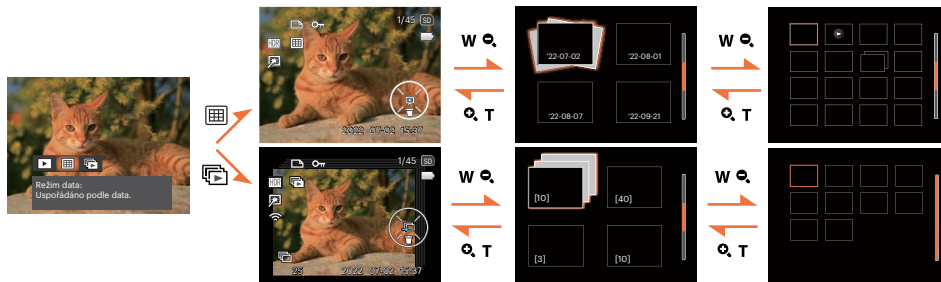 Režim data:
Uspořádáno podle data.
1/45 SD
HDR
2022-07-02 15:37
W
T
'22-07-02
'22-08-01
'22-08-07
'22-09-21
W
T
1/45 SD
HDR
25
2022-07-02 15:37
W
T
[10]
[40]
[3]
[10]
W
T